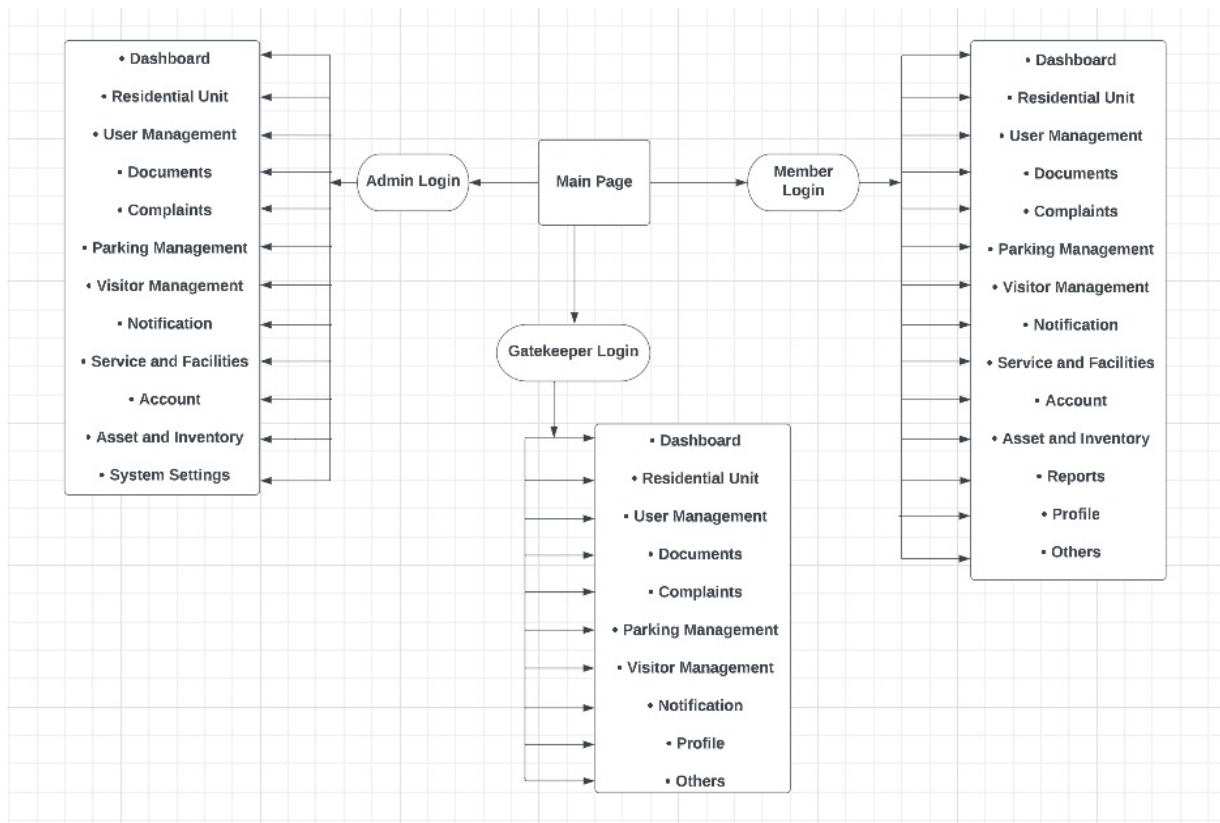 • Dashboard
• Residential Unit
• User Management
• Documents
• Complaints
• Parking Management
• Visitor Management
• Notification
• Service and Facilities
• Account
• Asset and Inventory
• System Settings
Admin Login
Main Page
Member
Login
Gatekeeper Login
• Dashboard
• Residential Unit
• User Management
• Documents
• Complaints
• Parking Management
• Visitor Management
• Notification
• Profile
• Others
• Dashboard
• Residential Unit
• User Management
• Documents
• Complaints
• Parking Management
• Visitor Management
• Notification
• Service and Facilities
• Account
• Asset and Inventory
• Reports
• Profile
• Others